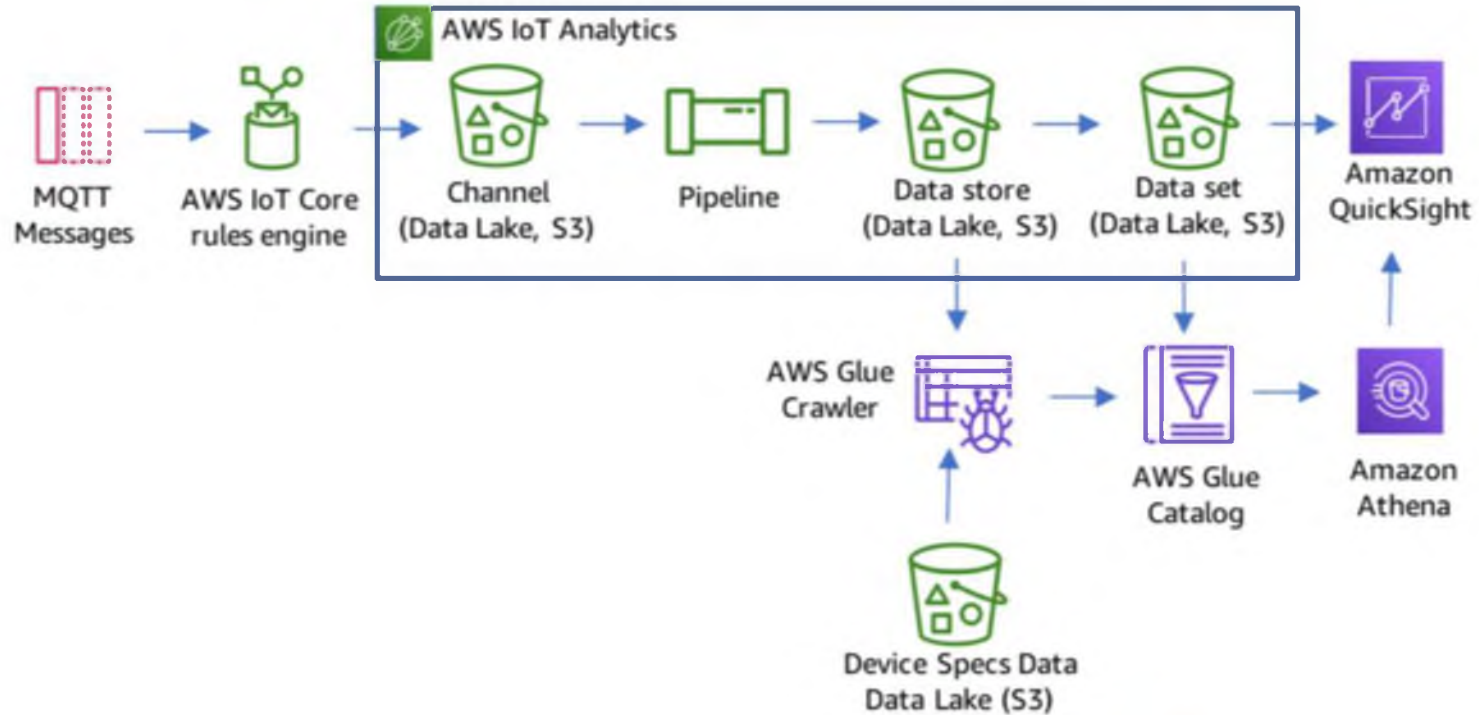 AWS IoT Analytics
MQTT
Messages
AWS IoT Core
rules engine
Channel
(Data Lake, S3)
Pipeline
Data store
(Data Lake, S3)
Data set
(Data Lake, S3)
Amazon
QuickSight
AWS Glue
Crawler
AWS Glue
Catalog
Amazon
Athena
Device Specs Data
Data Lake (S3)